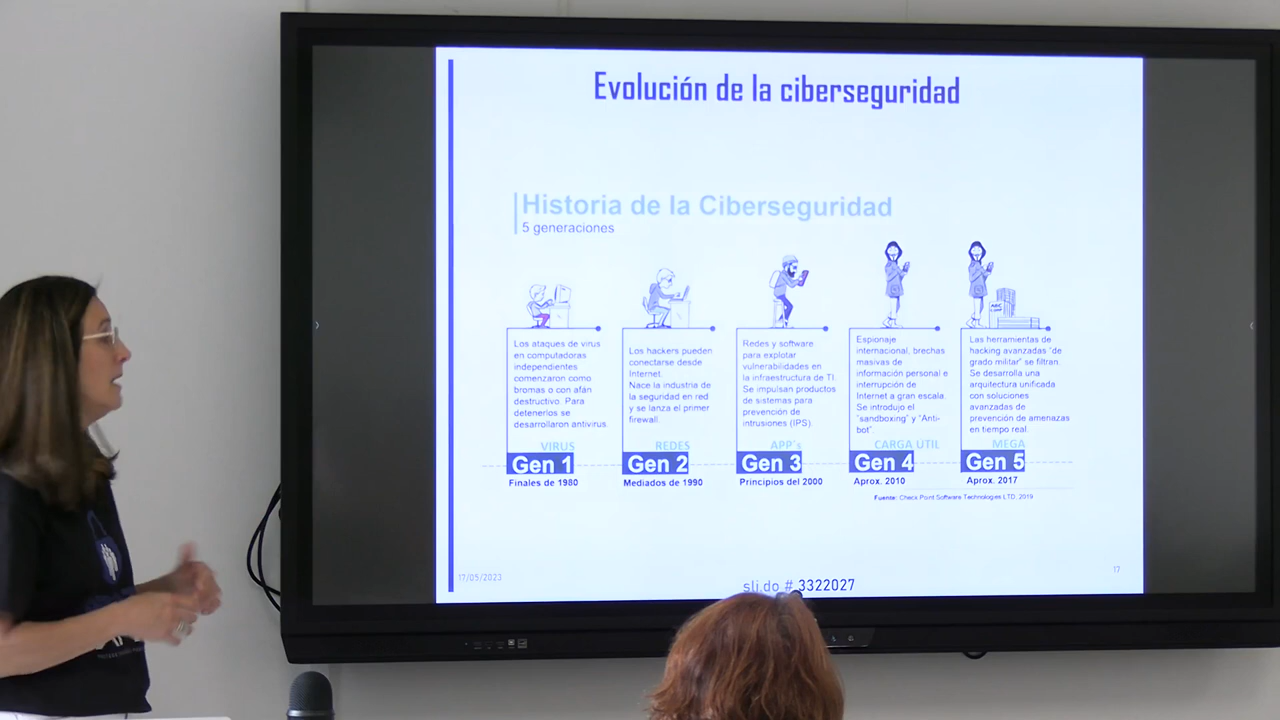 Evolución de la ciberseguridad
Historia de la Ciberseguridad
5 generaciones
Los ataques de virus
en computadoras
independientes
comenzaron como
bromas o con afán
destructivo. Para
detenerlos se
desarrollaron antivirus
VIRUS
Gen 1
Finales de 1980
Los hackers pueden
conectarse desde
Internet.
Nace la industria de
la seguridad en red
y se lanza el primer
firewall.
REDES
Gen 2
Mediados de 1990
Redes y software
para explotar
vulnerabilidades en
la infraestructura de TI.
Se impulsan productos
de sistemas para
prevención de
intrusiones (IPS)
APP´s
Gen 3
Principios del 2000
Espionaje
internacional, brechas
masivas de
información personal e
interrupción de
Internet a gran escala.
Se introdujo el
"sandboxing" y "Anti-
bot".
CARGA ÚTIL
Gen 4
Aprox. 2010
ABC
Las herramientas de
hacking avanzadas "de
grado militar" se filtran.
Se desarrolla una
arquitectura unificada
con soluciones
avanzadas de
prevención de amenazas
en tiempo real.
MEGA
Gen 5
Aprox. 2017
Fuente: Check Point Software Technologies LTD, 2019
17/05/2023
sli.do # 3322027
17